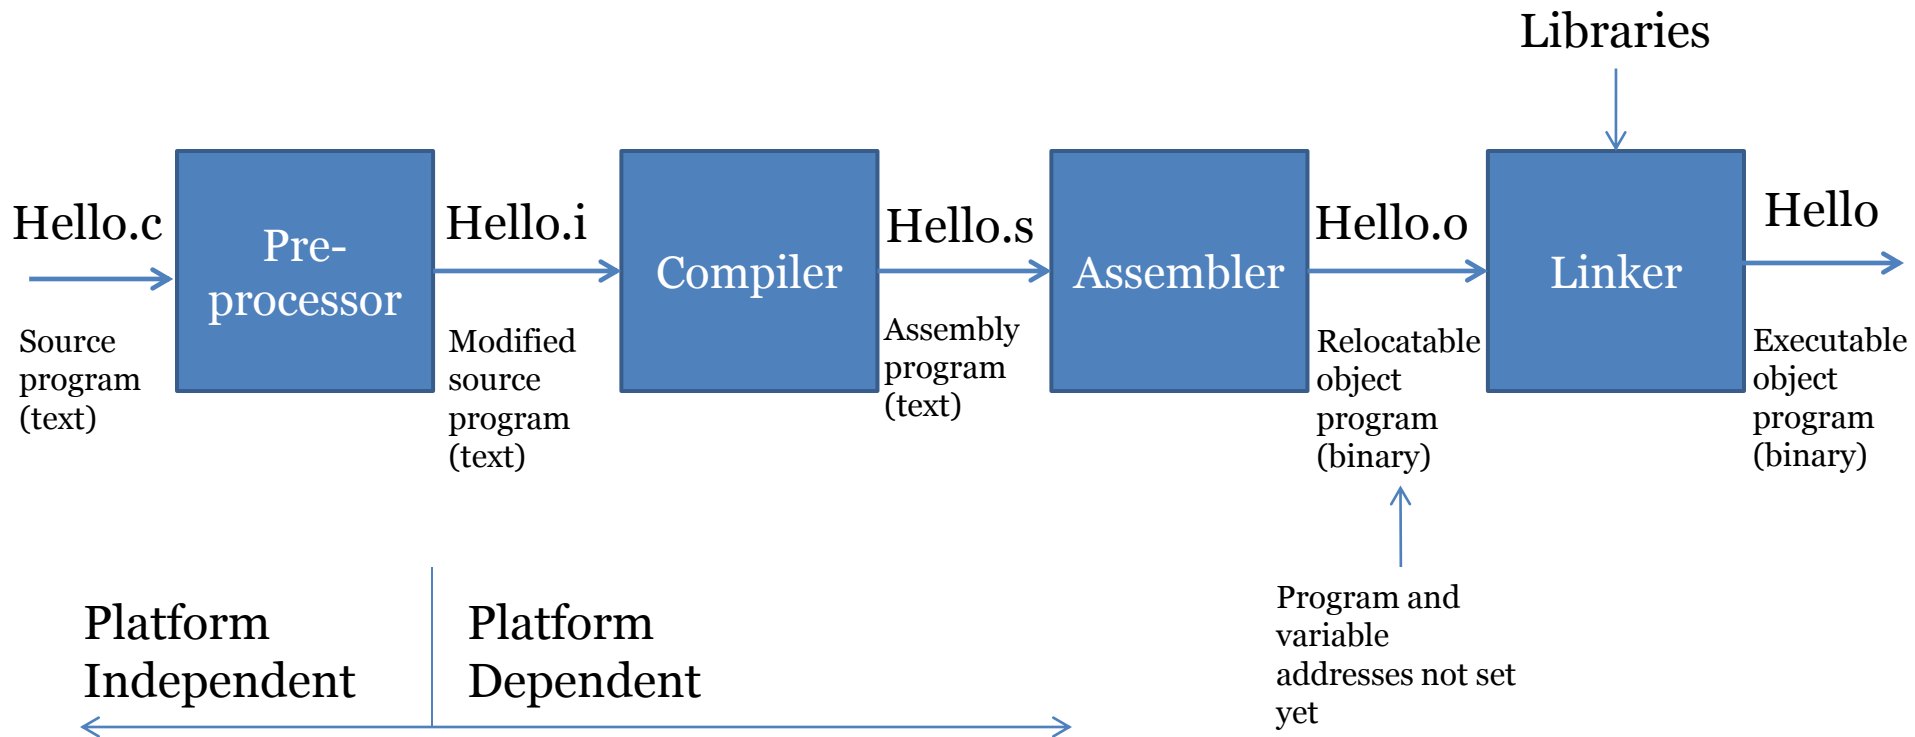 Libraries
Hello.c
Pre-
processor
Hello.i
Compiler
Hello.s
Assembler
Hello.o
Linker
Hello
Source
program
(text)
Modified
source
program
(text)
Assembly
program
(text)
Relocatable
object
program
(binary)
Executable
object
program
(binary)
Platform
Independent
Platform
Dependent
Program and
variable
addresses not set
yet